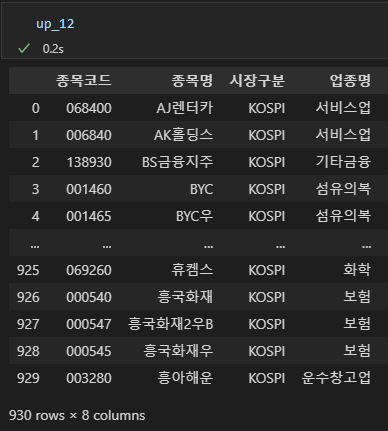 up_12
0.2s
종목코드 종목명 시장구분 업종명
0 068400 AJ렌터카 KOSPI 서비스업
1 006840 AK홀딩스 KOSPI 서비스업
2 138930 BS금융지주 KOSPI 기타금융
3 001460 BYC KOSPI 섬유의복
4 001465 BYC우 KOSPI 섬유의복
... ... ... ... ...
925 069260 휴켐스 KOSPI 화학
926 000540 흥국화재 KOSPI 보험
927 000547 흥국화재2우B KOSPI 보험
928 000545 흥국화재우 KOSPI 보험
929 003280 흥아해운 KOSPI 운수창고업
930 rows × 8 columns